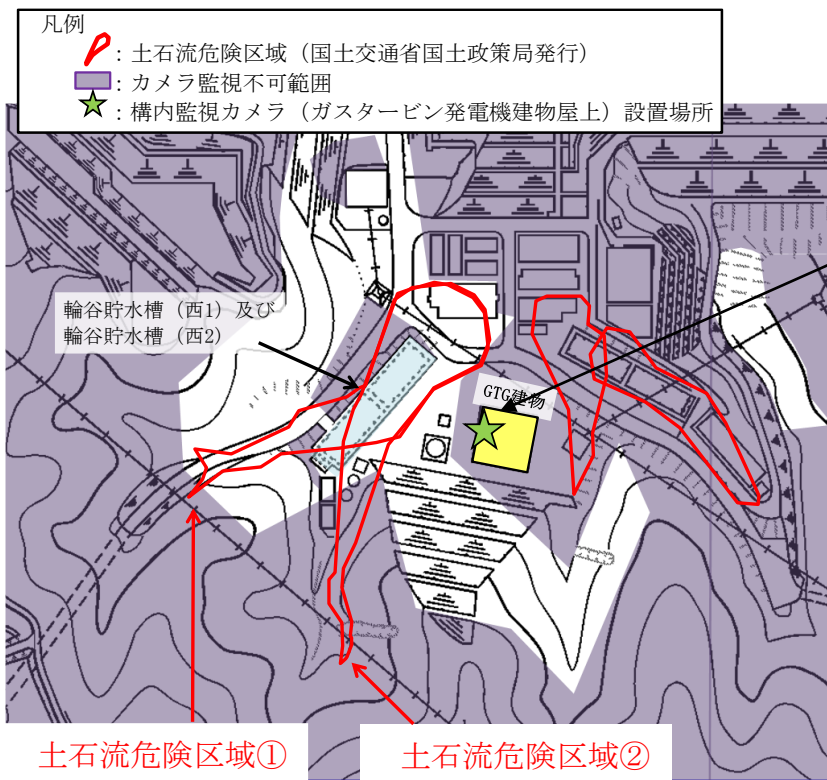 凡例
：土石流危険区域（国土交通省国土政策局発行）
：カメラ監視不可範囲
：構内監視カメラ（ガスタービン発電機建物屋上）設置場所
輪谷貯水槽（西1）及び
輪谷貯水槽（西2）
GTG建物
土石流危険区域①
土石流危険区域②